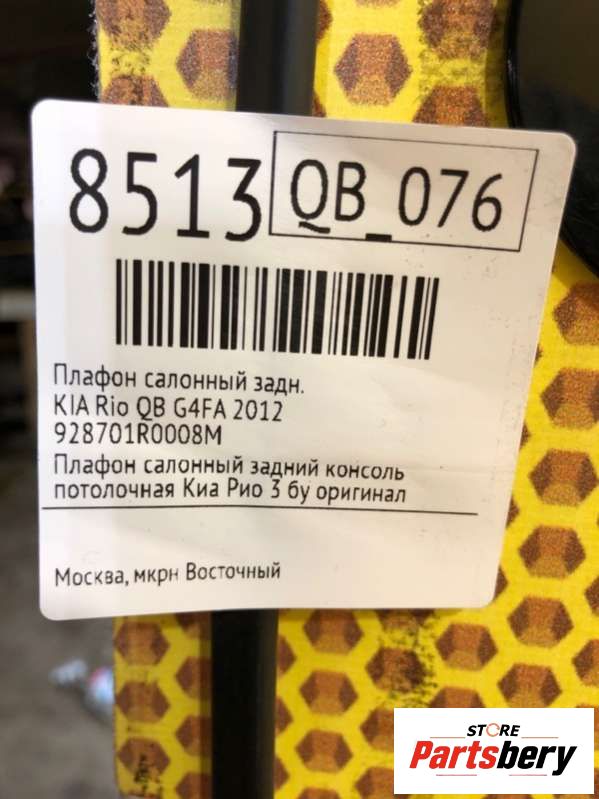 8513 QB_076
Плафон салонный задн.
KIA Rio QB G4FA 2012
928701R0008M
Плафон салонный задний консоль
потолочная Киа Рио 3 бу оригинал
Москва, мкрн Восточный
STORE
Partsbery